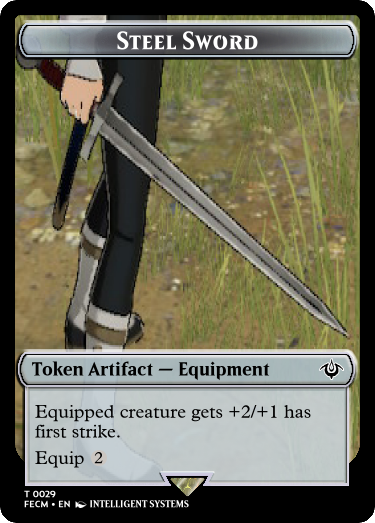 Steel Sword
Token Artifact — Equipment
Equipped creature gets +2/+1 has
first strike.
Equip 2
T 0029
FECM • EN INTELLIGENT SYSTEMS